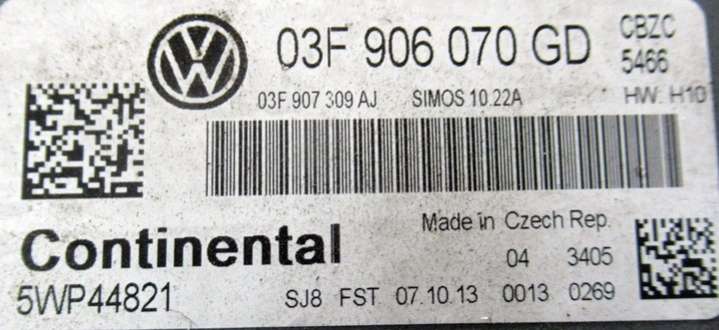 03F 906 070 GD
CBZC
5466
03F 907 309 AJ SIMOS 10.22A HW: H10
Made in Czech Rep.
Continental
04 3405
5WP44821
SJ8 FST 07.10.13 0013 0269